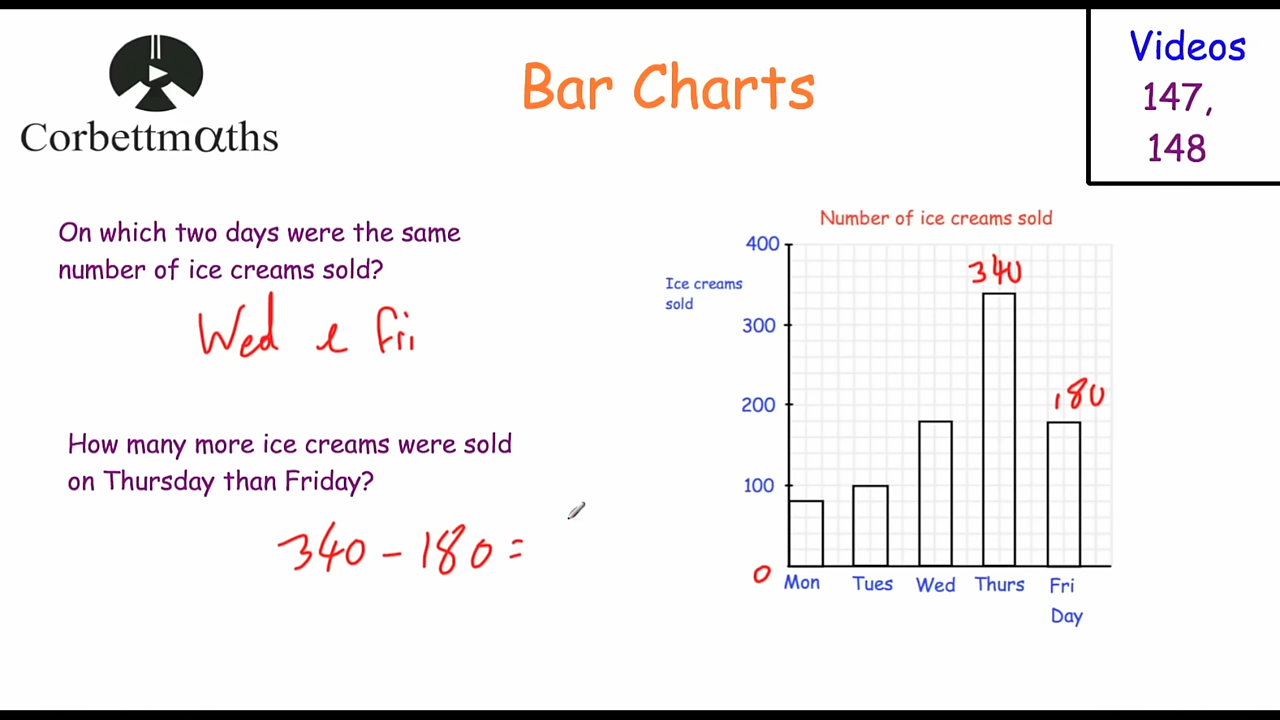 Corbettmαths
Bar Charts
Videos
147,
148
On which two days were the same
number of ice creams sold?
Wed & Fri
How many more ice creams were sold
on Thursday than Friday?
340 - 180 =
Number of ice creams sold
Ice creams
sold
400
300
200
100
0
340
180
Mon Tues Wed Thurs Fri
Day